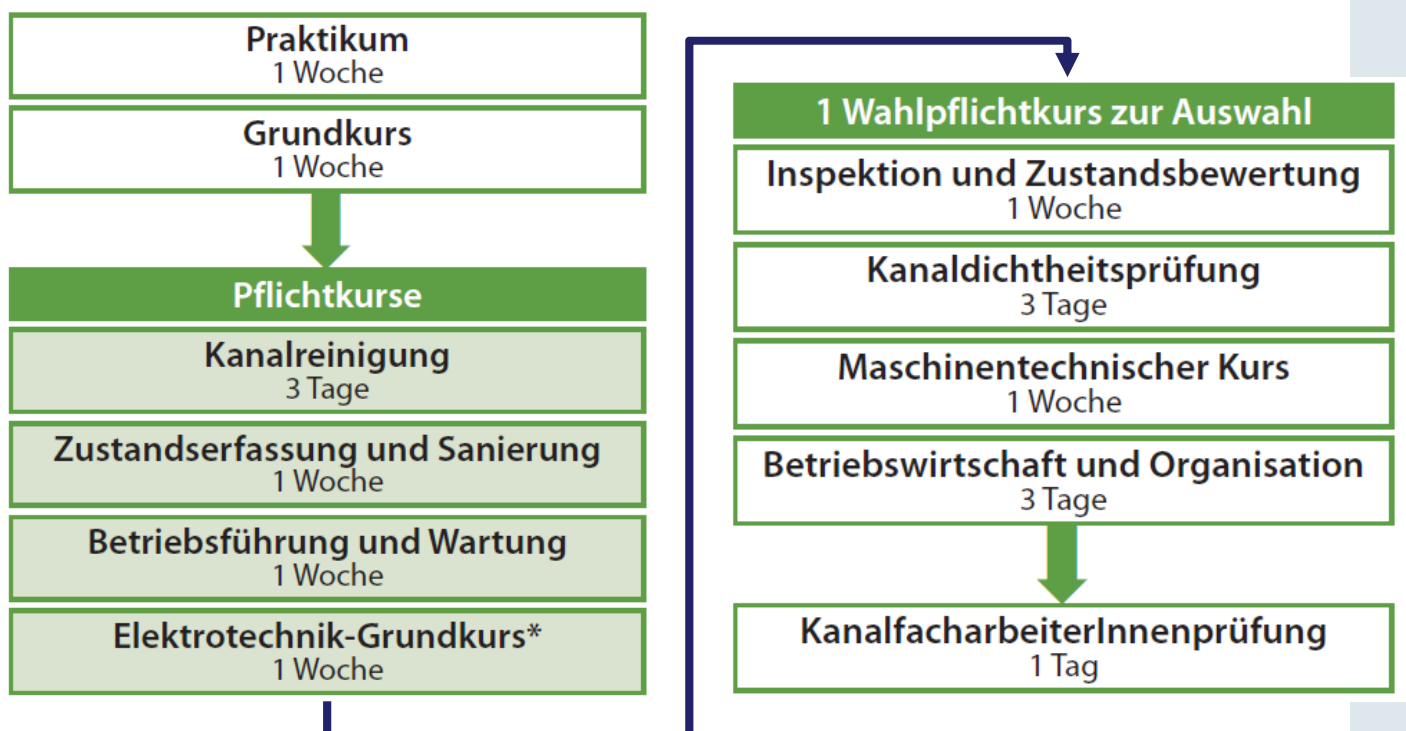 Praktikum
1 Woche
Grundkurs
1 Woche
Pflichtkurse
Kanalreinigung
3 Tage
Zustandserfassung und Sanierung
1 Woche
Betriebsführung und Wartung
1 Woche
Elektrotechnik-Grundkurs*
1 Woche
1 Wahlpflichtkurs zur Auswahl
Inspektion und Zustandsbewertung
1 Woche
Kanaldichtheitsprüfung
3 Tage
Maschinentechnischer Kurs
1 Woche
Betriebswirtschaft und Organisation
3 Tage
KanalfacharbeiterInnenprüfung
1 Tag